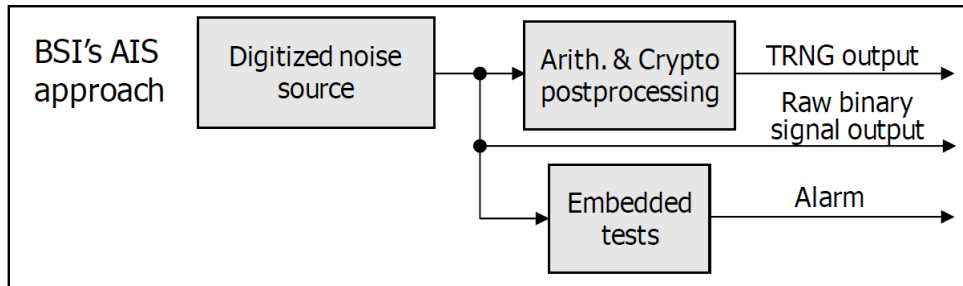 BSI's AIS
approach
Digitized noise
source
Arith. & Crypto
postprocessing
TRNG output
Raw binary
signal output
Embedded
tests
Alarm